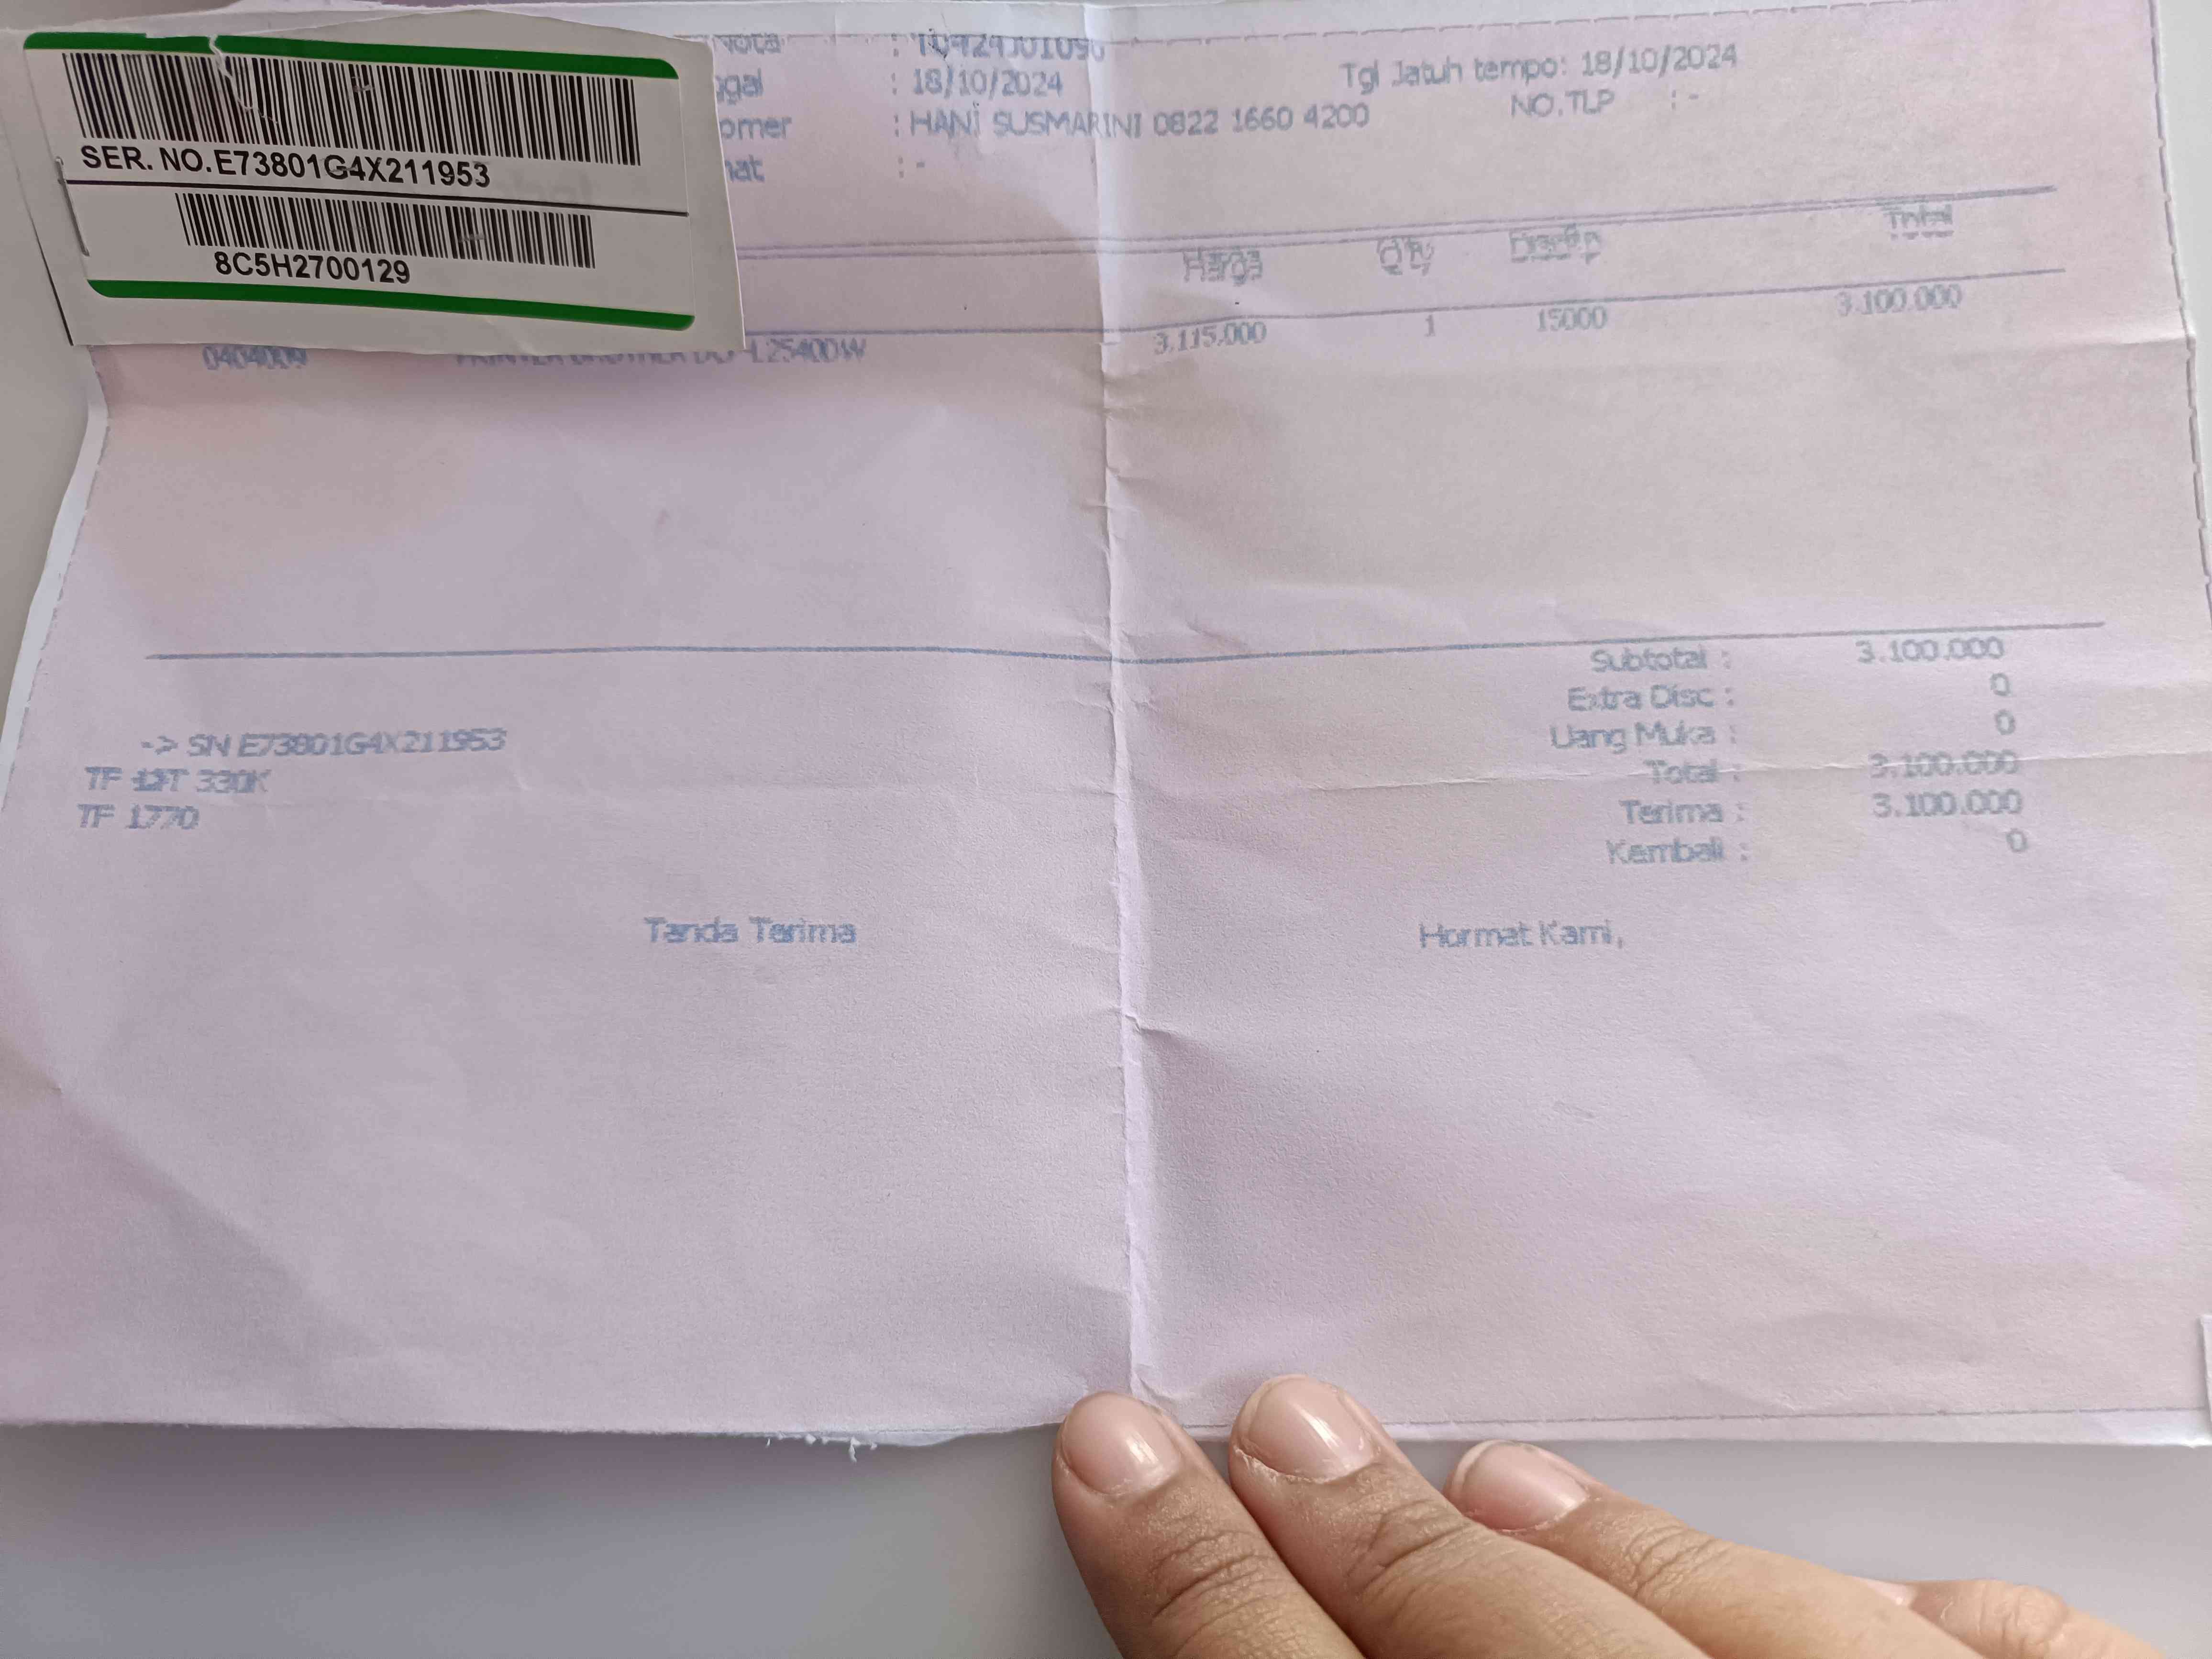 SER. NO.E73801G4X211953
8C5H2700129
: 18/10/2024
Tgl Jatuh tempo: 18/10/2024
: HANI SUSMARINI 0822 1660 4200
NO.TLP : -
: -
Harga Total
3,115,000 1 15000 3.100.000
Subtotal : 3.100.000
Extra Disc : 0
Uang Muka : 0
Total : 3.100.000
Terima : 3.100.000
Kembali : 0
-> SN E73801G4X211953
TF 330K
TF 1770
Tanda Terima Hormat Kami,